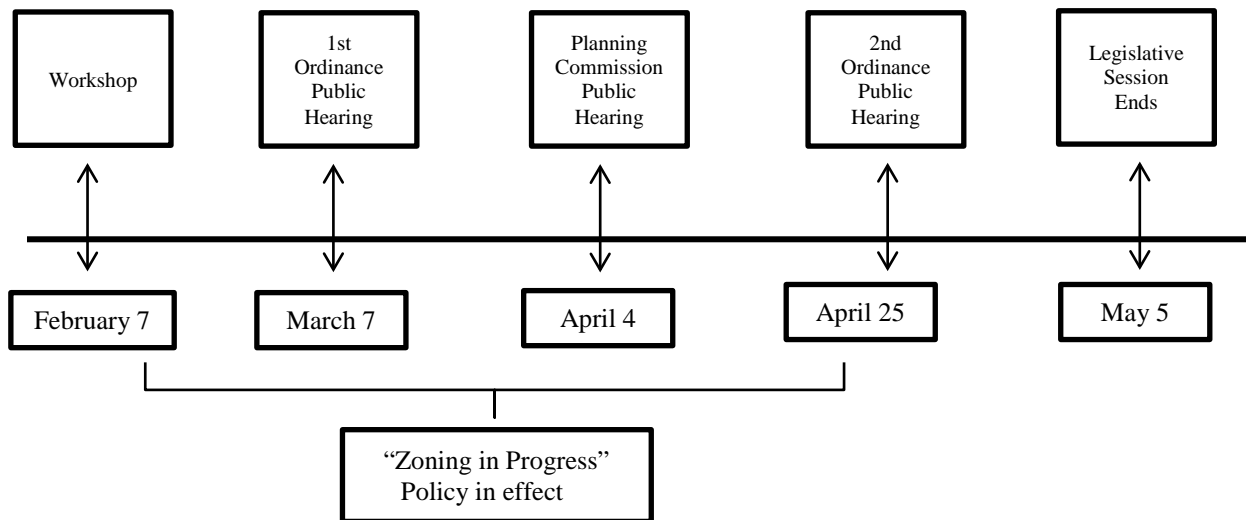 Workshop
1st
Ordinance
Public
Hearing
Planning
Commission
Public
Hearing
2nd
Ordinance
Public
Hearing
Legislative
Session
Ends
February 7
March 7
April 4
April 25
May 5
“Zoning in Progress”
Policy in effect